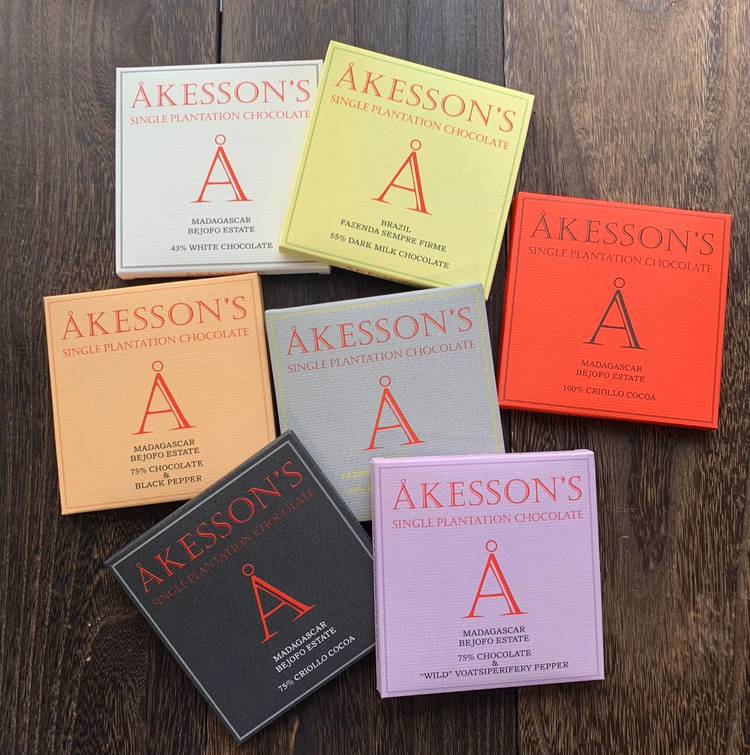 ÅKESSON'S
SINGLE PLANTATION CHOCOLATE
Å
MADAGASCAR
BEJOFO ESTATE
43% WHITE CHOCOLATE
ÅKESSON'S
SINGLE PLANTATION CHOCOLATE
Å
BRAZIL
FAZENDA SEMPRE FIRME
55% DARK MILK CHOCOLATE
ÅKESSON'S
SINGLE PLANTATION CHOCOLATE
Å
MADAGASCAR
BEJOFO ESTATE
100% CRIOLLO COCOA
ÅKESSON'S
SINGLE PLANTATION CHOCOLATE
Å
MADAGASCAR
BEJOFO ESTATE
75% CHOCOLATE
&
BLACK PEPPER
ÅKESSON'S
SINGLE PLANTATION CHOCOLATE
Å
ÅKESSON'S
SINGLE PLANTATION CHOCOLATE
Å
MADAGASCAR
BEJOFO ESTATE
75% CRIOLLO COCOA
ÅKESSON'S
SINGLE PLANTATION CHOCOLATE
Å
MADAGASCAR
BEJOFO ESTATE
75% CHOCOLATE
&
"WILD" VOATSIPERIFERY PEPPER